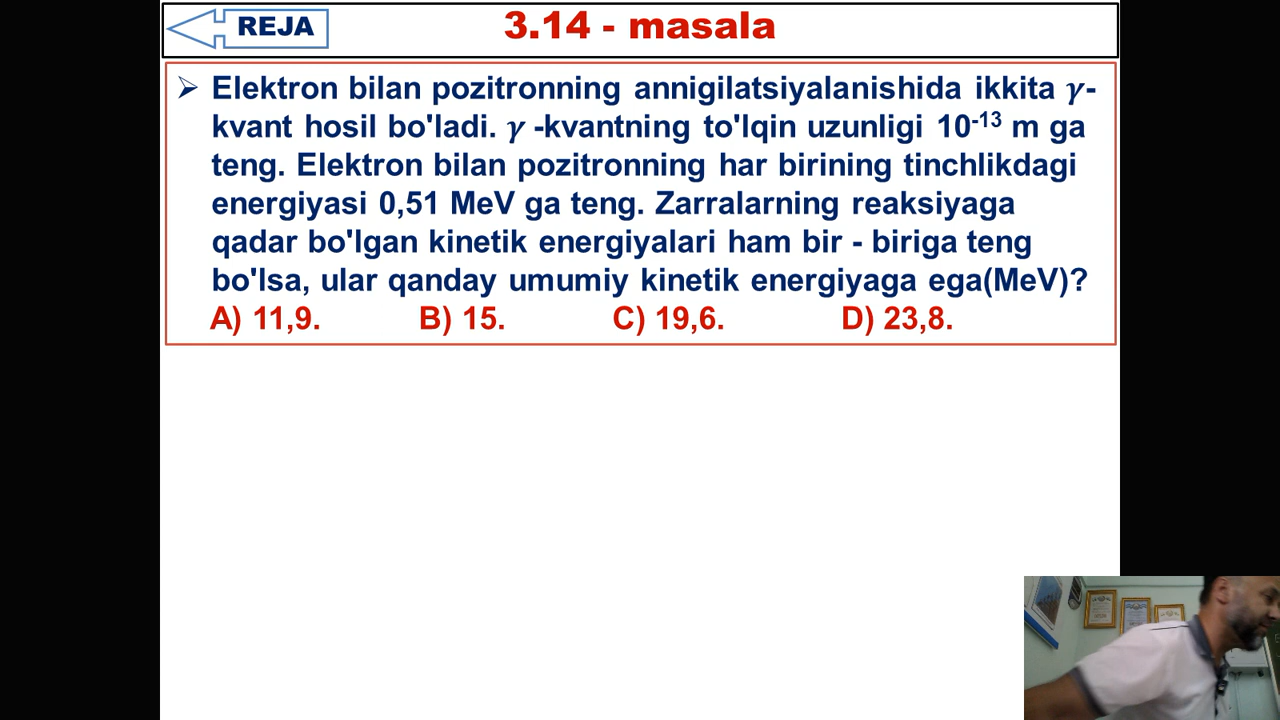 REJA
3.14 - masala
➢ Elektron bilan pozitronning annigilatsiyalanishida ikkita γ-
kvant hosil bo'ladi. γ -kvantning to'lqin uzunligi 10⁻¹³ m ga
teng. Elektron bilan pozitronning har birining tinchlikdagi
energiyasi 0,51 MeV ga teng. Zarralarning reaksiyaga
qadar bo'lgan kinetik energiyalari ham bir - biriga teng
bo'lsa, ular qanday umumiy kinetik energiyaga ega(MeV)?
A) 11,9. B) 15. C) 19,6. D) 23,8.